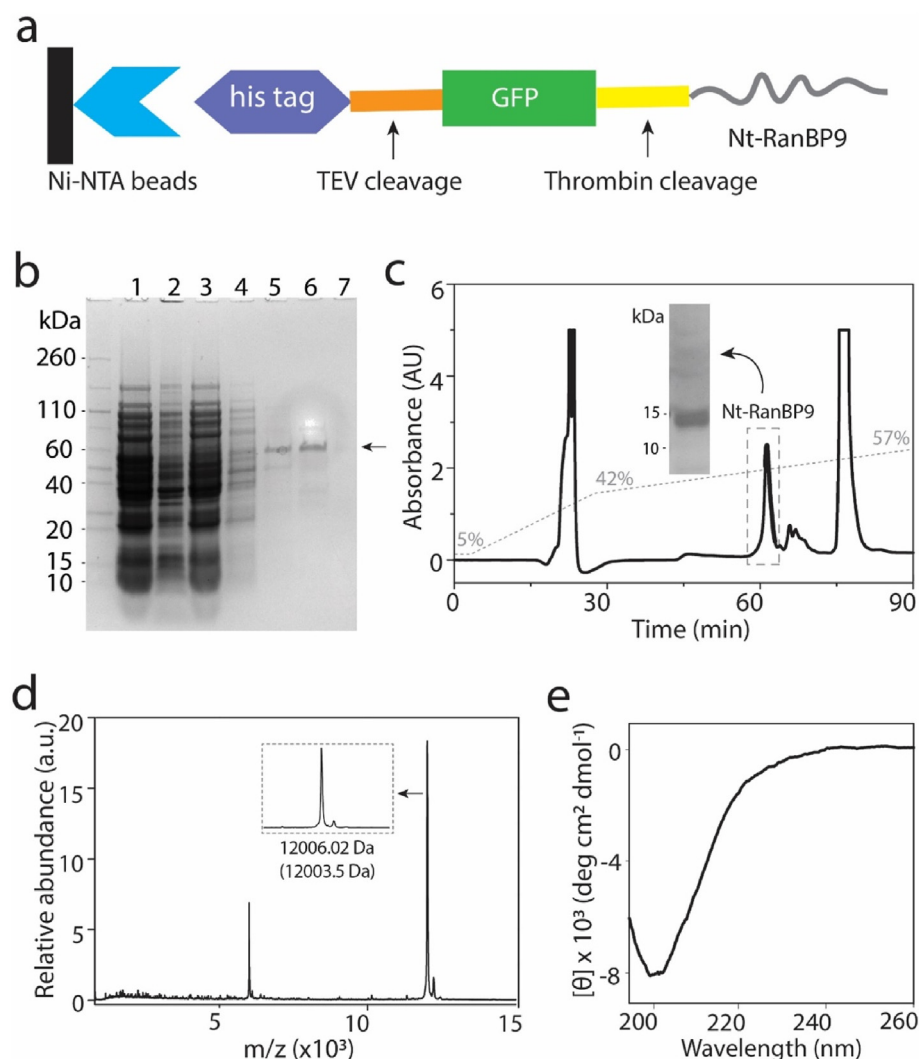 a
his tag
GFP
Nt-RanBP9
Ni-NTA beads
TEV cleavage
Thrombin cleavage
b
1 2 3 4 5 6 7
kDa
260
110
60
40
20
15
10
c
6
4
2
0
Absorbance (AU)
kDa
15
10
Nt-RanBP9
5%
42%
57%
0 30 60 90
Time (min)
d
20
15
10
5
0
Relative abundance (a.u.)
12006.02 Da
(12003.5 Da)
5 10 15
m/z (x10³)
e
0
-4
-8
[θ] x 10³ (deg cm² dmol⁻¹)
200 220 240 260
Wavelength (nm)